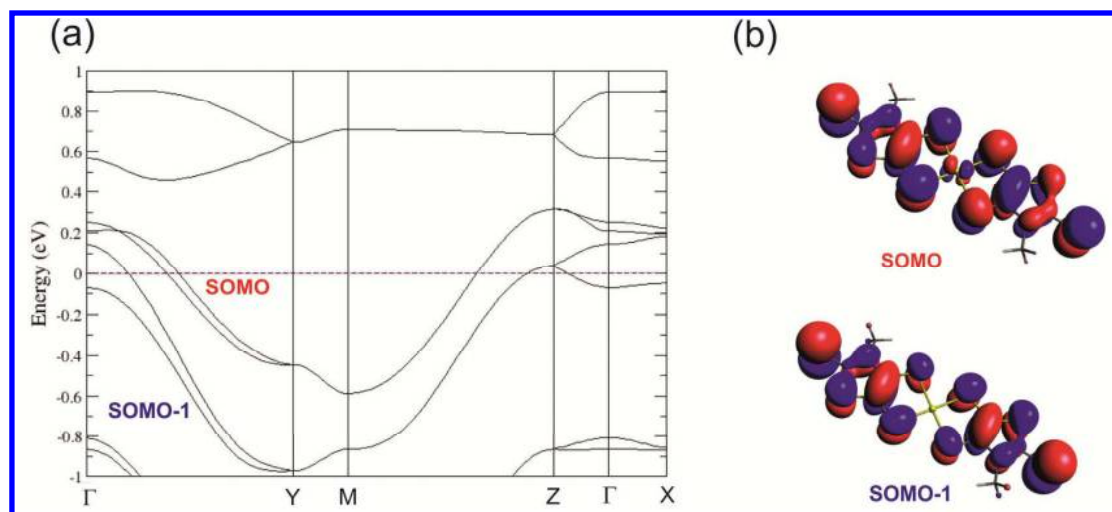 (a)
(b)
1
0.8
0.6
0.4
0.2
0
-0.2
-0.4
-0.6
-0.8
-1
Energy (eV)
SOMO
SOMO-1
Γ Y M Z Γ X
SOMO
SOMO-1